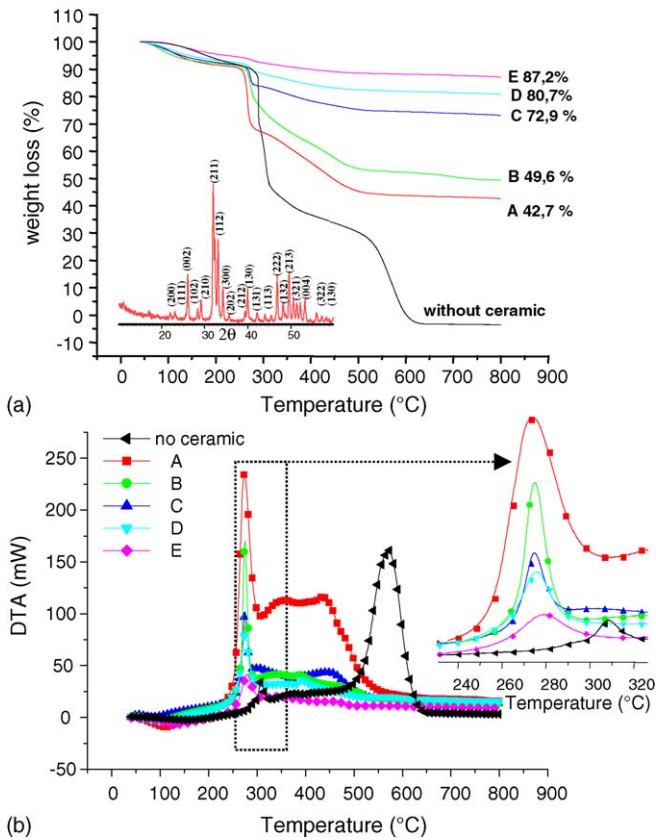 110
100
90
80
70
60
50
40
30
20
10
0
-10
weight loss (%)
E 87,2%
D 80,7%
C 72,9 %
B 49,6 %
A 42,7 %
without ceramic
(200)
(111)
(002)
(102)
(210)
(211)
(112)
(300)
(202)
(212)
(130)
(131)
(113)
(222)
(132)
(213)
(321)
(004)
(322)
(130)
20 30 2θ 40 50
0 100 200 300 400 500 600 700 800 900
Temperature (°C)
(a)
no ceramic
A
B
C
D
E
250
200
150
100
50
0
-50
DTA (mW)
240 260 280 300 320
Temperature (°C)
0 100 200 300 400 500 600 700 800 900
Temperature (°C)
(b)